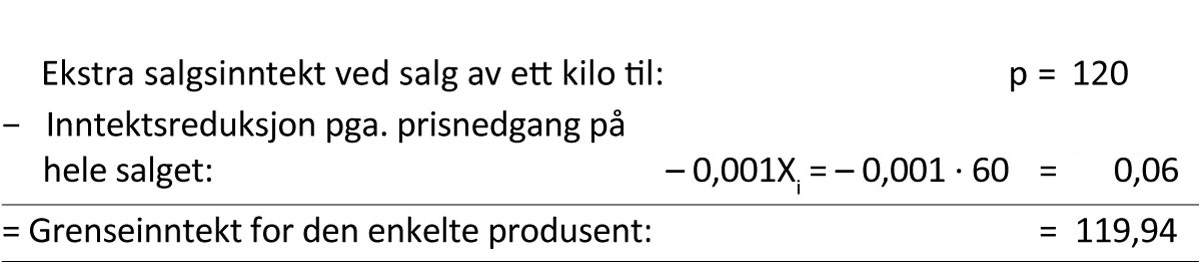 Ekstra salgsinntekt ved salg av ett kilo til: p = 120
– Inntektsreduksjon pga. prisnedgang på
hele salget: – 0,001Xᵢ = – 0,001 · 60 = 0,06
= Grenseinntekt for den enkelte produsent: = 119,94